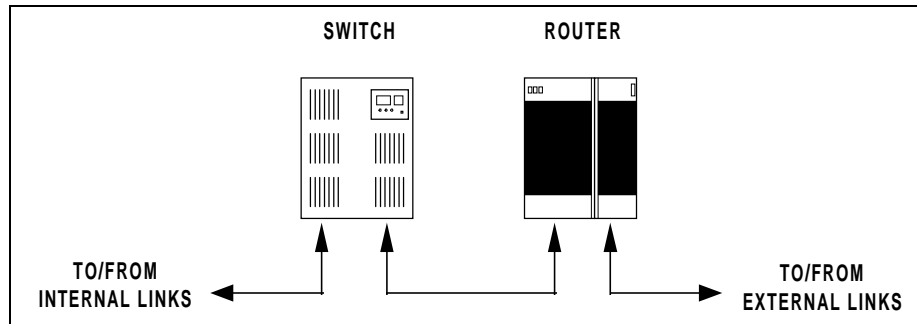 SWITCH
ROUTER
TO/FROM
INTERNAL LINKS
TO/FROM
EXTERNAL LINKS